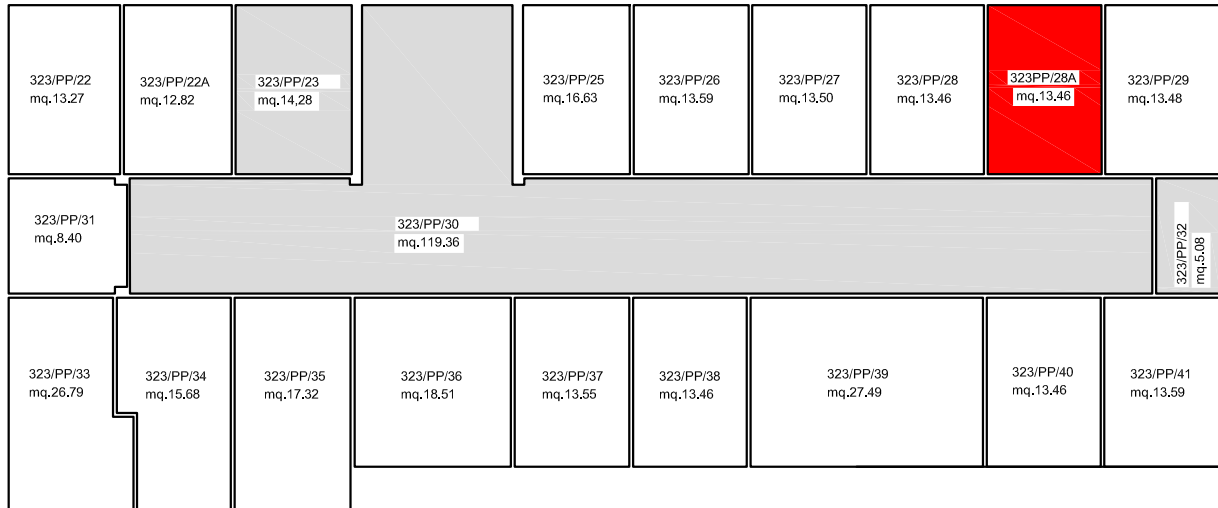 323/PP/22
mq.13.27
323/PP/22A
mq.12.82
323/PP/23
mq.14,28
323/PP/25
mq.16.63
323/PP/26
mq.13.59
323/PP/27
mq.13.50
323/PP/28
mq.13.46
323PP/28A
mq.13.46
323/PP/29
mq.13.48
323/PP/31
mq.8.40
323/PP/30
mq.119.36
323/PP/32
mq.5.08
323/PP/33
mq.26.79
323/PP/34
mq.15.68
323/PP/35
mq.17.32
323/PP/36
mq.18.51
323/PP/37
mq.13.55
323/PP/38
mq.13.46
323/PP/39
mq.27.49
323/PP/40
mq.13.46
323/PP/41
mq.13.59